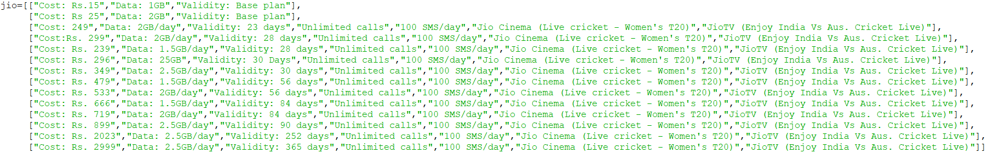 jio=[["Cost: Rs.15","Data: 1GB","Validity: Base plan"],
["Cost: Rs 25","Data: 2GB","Validity: Base plan"],
["Cost: 249","Data: 2GB/day","Validity: 23 days","Unlimited calls","100 SMS/day","Jio Cinema (Live cricket - Women's T20)","JioTV (Enjoy India Vs Aus. Cricket Live)"],
["Cost:Rs. 299","Data: 2GB/day","Validity: 28 days","Unlimited calls","100 SMS/day","Jio Cinema (Live cricket - Women's T20)","JioTV (Enjoy India Vs Aus. Cricket Live)"],
["Cost: Rs. 239","Data: 1.5GB/day","Validity: 28 days","Unlimited calls","100 SMS/day","Jio Cinema (Live cricket - Women's T20)","JioTV (Enjoy India Vs Aus. Cricket Live)"],
["Cost: Rs. 296","Data: 25GB","Validity: 30 Days","Unlimited calls","100 SMS/day","Jio Cinema (Live cricket - Women's T20)","JioTV (Enjoy India Vs Aus. Cricket Live)"],
["Cost: Rs. 349","Data: 2.5GB/day","Validity: 30 days","Unlimited calls","100 SMS/day","Jio Cinema (Live cricket - Women's T20)","JioTV (Enjoy India Vs Aus. Cricket Live)"],
["Cost: Rs. 479","Data: 1.5GB/day","Validity: 56 days","Unlimited calls","100 SMS/day","Jio Cinema (Live cricket - Women's T20)","JioTV (Enjoy India Vs Aus. Cricket Live)"],
["Cost: Rs. 533","Data: 2GB/day","Validity: 56 days","Unlimited calls","100 SMS/day","Jio Cinema (Live cricket - Women's T20)","JioTV (Enjoy India Vs Aus. Cricket Live)"],
["Cost: Rs. 666","Data: 1.5GB/day","Validity: 84 days","Unlimited calls","100 SMS/day","Jio Cinema (Live cricket - Women's T20)","JioTV (Enjoy India Vs Aus. Cricket Live)"],
["Cost: Rs. 719","Data: 2GB/day","Validity: 84 days","Unlimited calls","100 SMS/day","Jio Cinema (Live cricket - Women's T20)","JioTV (Enjoy India Vs Aus. Cricket Live)"],
["Cost: Rs. 899","Data: 2.5GB/day","Validity: 90 days","Unlimited calls","100 SMS/day","Jio Cinema (Live cricket - Women's T20)","JioTV (Enjoy India Vs Aus. Cricket Live)"],
["Cost: Rs. 2023","Data: 2.5GB/day","Validity: 252 days","Unlimited calls","100 SMS/day","Jio Cinema (Live cricket - Women's T20)","JioTV (Enjoy India Vs Aus. Cricket Live)"],
["Cost: Rs. 2999","Data: 2.5GB/day","Validity: 365 days","Unlimited calls","100 SMS/day","Jio Cinema (Live cricket - Women's T20)","JioTV (Enjoy India Vs Aus. Cricket Live)"]]